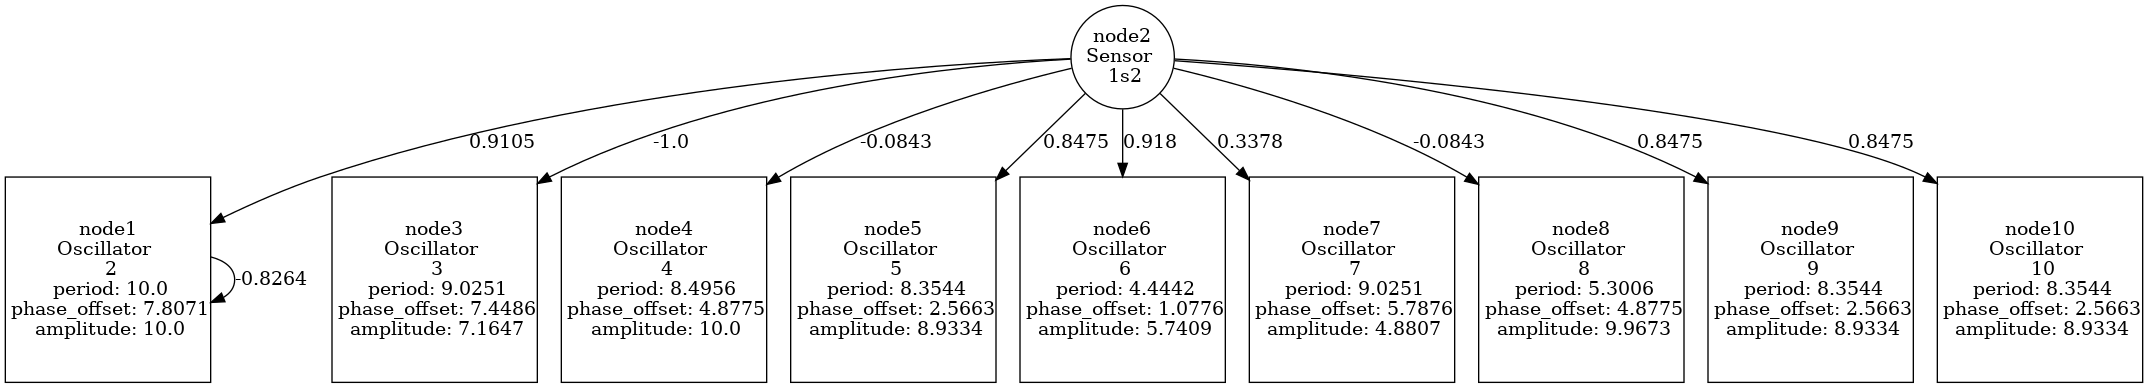 node2
Sensor
1s2
0.9105
-1.0
-0.0843
0.8475
0.918
0.3378
-0.0843
0.8475
0.8475
node1
Oscillator
2
period: 10.0
phase_offset: 7.8071
amplitude: 10.0
-0.8264
node3
Oscillator
3
period: 9.0251
phase_offset: 7.4486
amplitude: 7.1647
node4
Oscillator
4
period: 8.4956
phase_offset: 4.8775
amplitude: 10.0
node5
Oscillator
5
period: 8.3544
phase_offset: 2.5663
amplitude: 8.9334
node6
Oscillator
6
period: 4.4442
phase_offset: 1.0776
amplitude: 5.7409
node7
Oscillator
7
period: 9.0251
phase_offset: 5.7876
amplitude: 4.8807
node8
Oscillator
8
period: 5.3006
phase_offset: 4.8775
amplitude: 9.9673
node9
Oscillator
9
period: 8.3544
phase_offset: 2.5663
amplitude: 8.9334
node10
Oscillator
10
period: 8.3544
phase_offset: 2.5663
amplitude: 8.9334